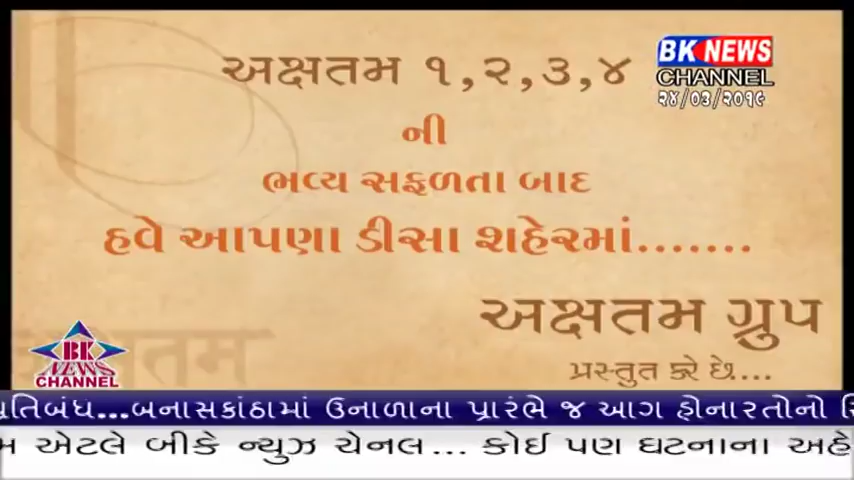 અક્ષતમ ૧,૨,૩,૪
BK NEWS
CHANNEL
૨૪/૦૩/૨૦૧૯
ની
ભવ્ય સફળતા બાદ
હવે આપણા ડીસા શહેરમાં.......
અક્ષતમ ગ્રુપ
પ્રસ્તુત કરે છે....
BK
NEWS
CHANNEL
પ્રતિબંધ...બનાસકાંઠામાં ઉનાળાના પ્રારંભે જ આગ હોનારતોનો
એટલે બીકે ન્યુઝ ચેનલ... કોઈ પણ ઘટનાના